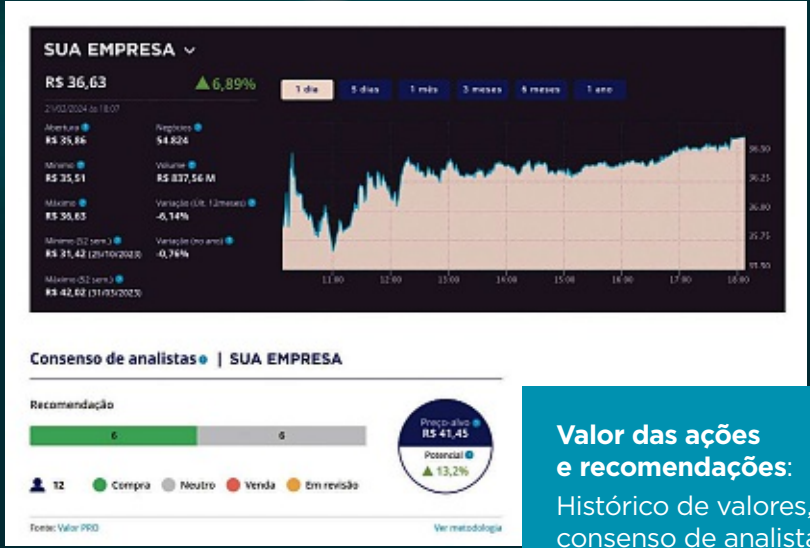 SUA EMPRESA
R$ 36,63 ▲6,89%
21/02/2024 às 18:07
Abertura
R$ 35,86
Negócios
54.824
Mínimo
R$ 35,51
Volume
R$ 837,56 M
Máximo
R$ 36,63
Variação (Últ. 12meses)
-6,14%
Mínimo (52 sem.)
R$ 31,42 (25/10/2023)
Variação (no ano)
-0,76%
Máximo (52 sem.)
R$ 42,02 (31/03/2023)
1 dia 5 dias 1 mês 3 meses 6 meses 1 ano
36.50
36.25
36.00
35.75
35.50
11:00 12:00 13:00 14:00 15:00 16:00 17:00 18:00
Consenso de analistas | SUA EMPRESA
Recomendação
6 6
12 Compra Neutro Venda Em revisão
Preço-alvo
R$ 41,45
Potencial
▲ 13,2%
Fonte: Valor PRO
Ver metodologia
Valor das ações
e recomendações:
Histórico de valores,
consenso de analista